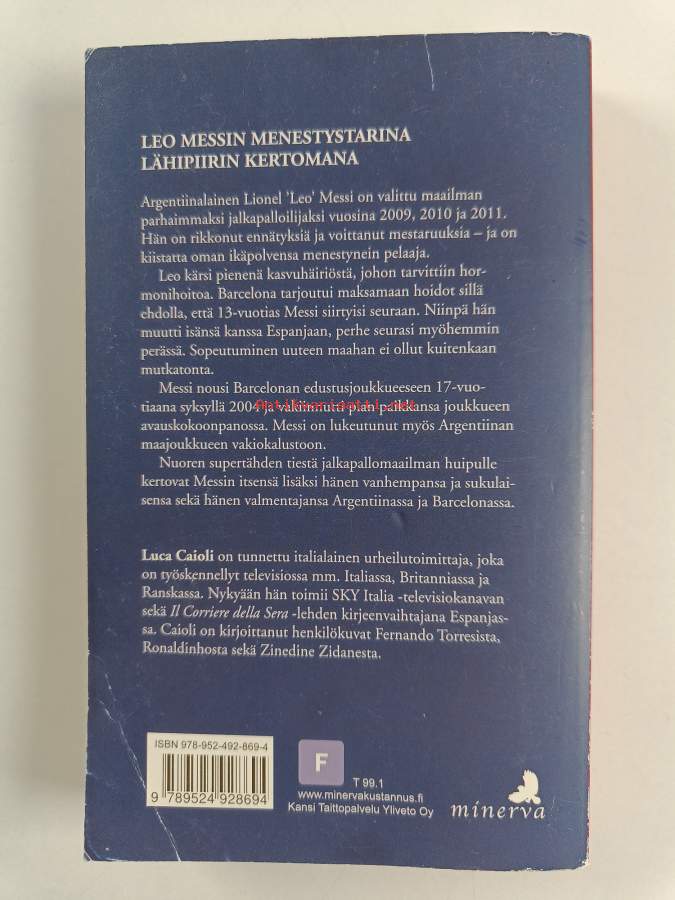 LEO MESSIN MENESTYSTARINA
LÄHIPIIRIN KERTOMANA
Argentiinalainen Lionel 'Leo' Messi on valittu maailman
parhaimmaksi jalkapalloilijaksi vuosina 2009, 2010 ja 2011.
Hän on rikkonut ennätyksiä ja voittanut mestaruuksia – ja on
kiistatta oman ikäpolvensa menestynein pelaaja.
Leo kärsi pienenä kasvuhäiriöstä, johon tarvittiin hor-
monihoitoa. Barcelona tarjoutui maksamaan hoidot sillä
ehdolla, että 13-vuotias Messi siirtyisi seuraan. Niinpä hän
muutti isänsä kanssa Espanjaan, perhe seurasi myöhemmin
perässä. Sopeutuminen uuteen maahan ei ollut kuitenkaan
mutkatonta.
Messi nousi Barcelonan edustusjoukkueeseen 17-vuo-
tiaana syksyllä 2004 ja vakiinnutti pian paikkansa joukkueen
avauskokoonpanossa. Messi on lukeutunut myös Argentiinan
maajoukkueen vakiokalustoon.
Nuoren supertähden tiestä jalkapallomaailman huipulle
kertovat Messin itsensä lisäksi hänen vanhempansa ja sukulai-
sensa sekä hänen valmentajansa Argentiinassa ja Barcelonassa.
Luca Caioli on tunnettu italialainen urheilutoimittaja, joka
on työskennellyt televisiossa mm. Italiassa, Britanniassa ja
Ranskassa. Nykyään hän toimii SKY Italia -televisiokanavan
sekä Il Corriere della Sera -lehden kirjeenvaihtajana Espanjas-
sa. Caioli on kirjoittanut henkilökuvat Fernando Torresista,
Ronaldinhosta sekä Zinedine Zidanesta.
ISBN 978-952-492-869-4
9 789524 928694
F
T 99.1
www.minervakustannus.fi
Kansi Taittopalvelu Yliveto Oy
minerva
Antikvariaatti.net